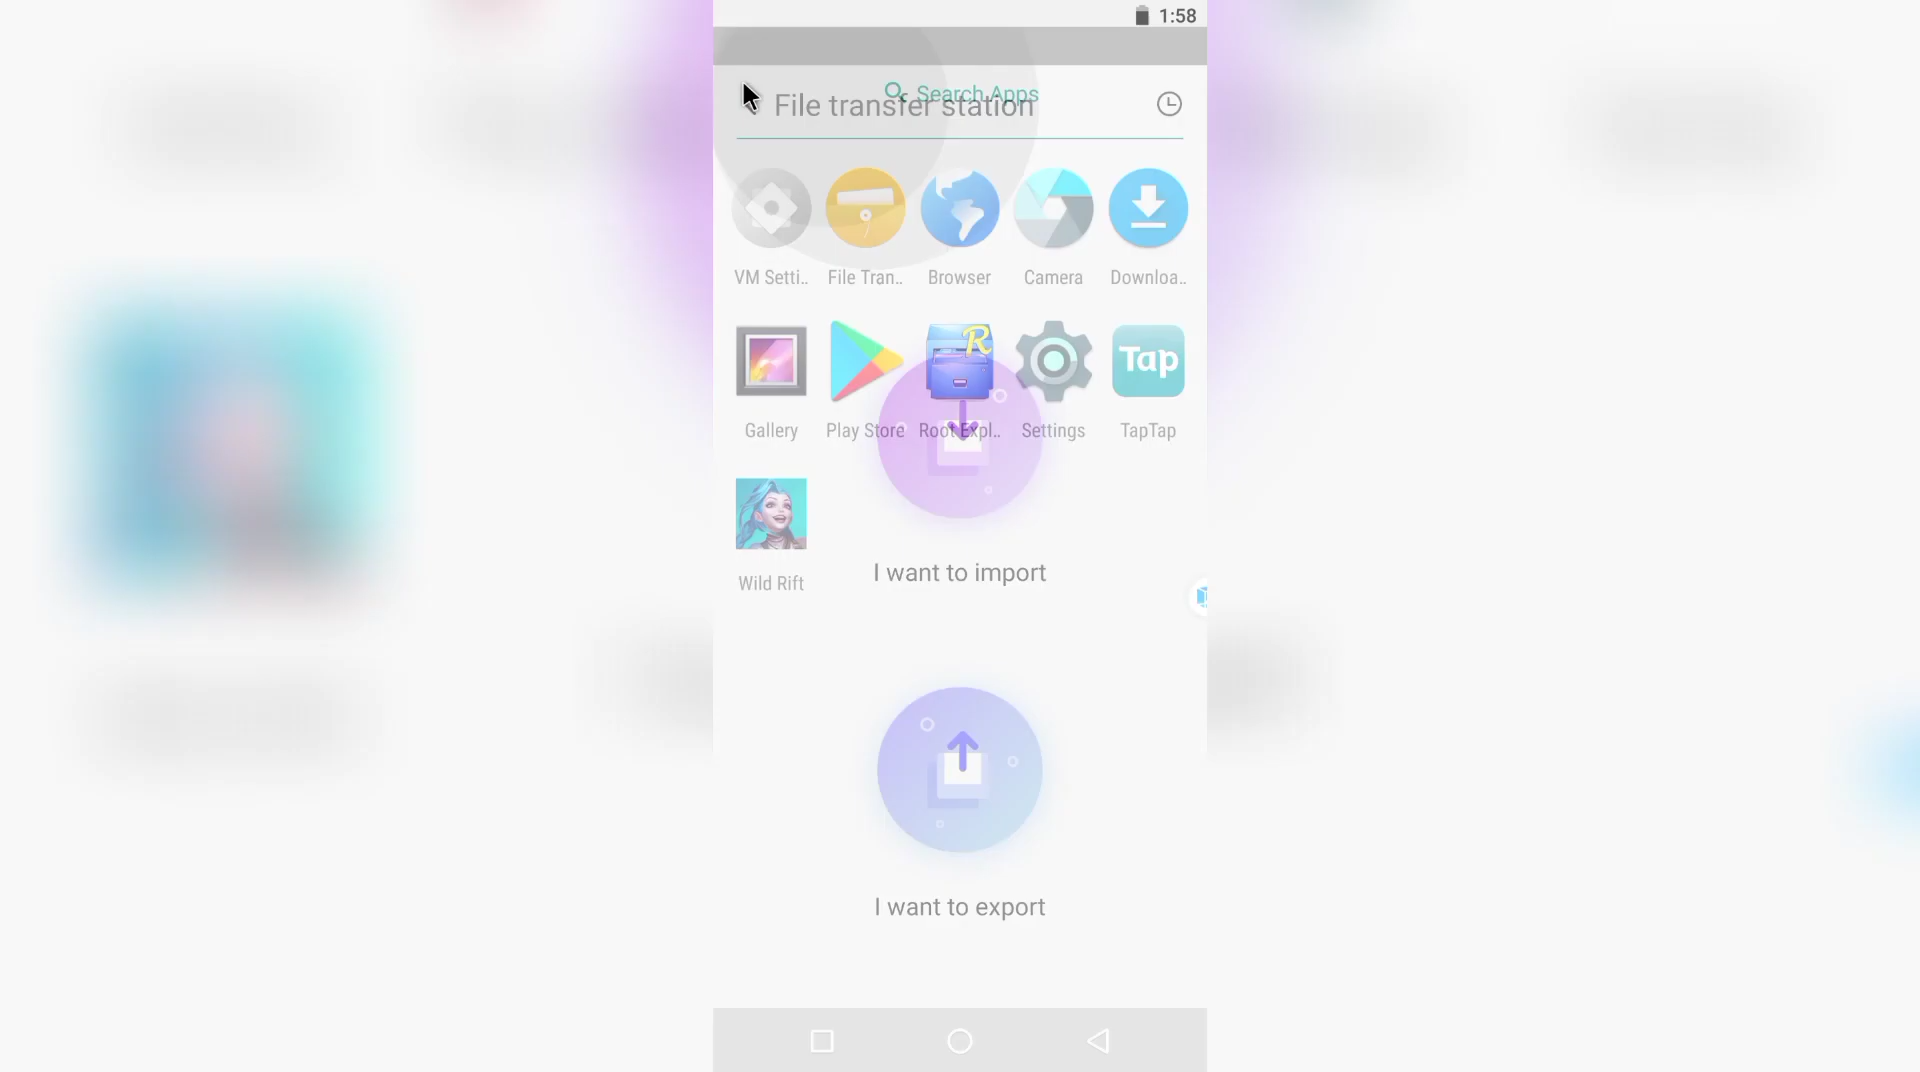 1:58
Search Apps
File transfer station
VM Setti..
File Tran..
Browser
Camera
Downloa..
R
Tap
Gallery
Play Store
Root Expl..
Settings
TapTap
Wild Rift
I want to import
I want to export